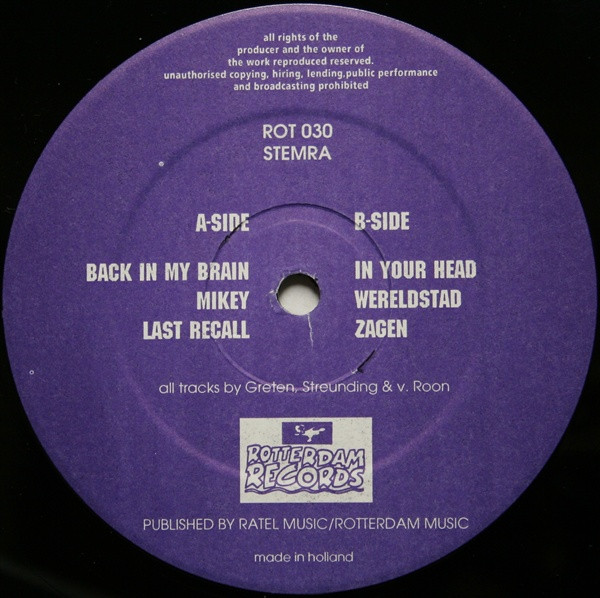 all rights of the
producer and the owner of
the work reproduced reserved.
unauthorised copying, hiring, lending,public performance
and broadcasting prohibited
ROT 030
STEMRA
A-SIDE
BACK IN MY BRAIN
MIKEY
LAST RECALL
B-SIDE
IN YOUR HEAD
WERELDSTAD
ZAGEN
all tracks by Greten, Streunding & v. Roon
ROTTERDAM
RECORDS
PUBLISHED BY RATEL MUSIC/ROTTERDAM MUSIC
made in holland